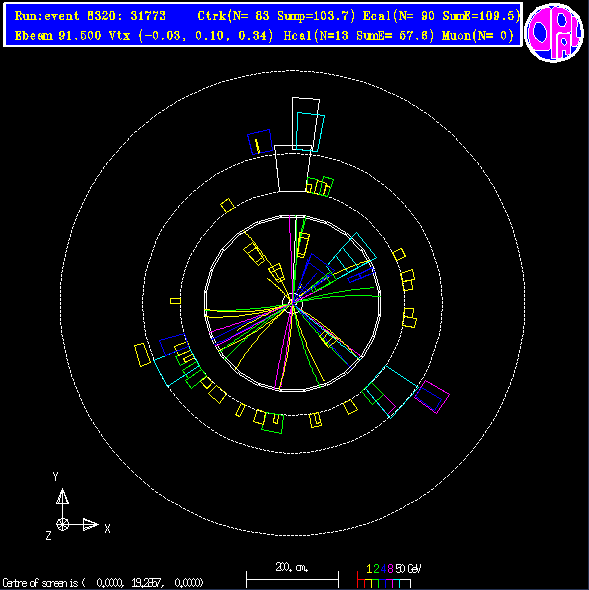 Run:event 8320: 31773 Ctrk(N= 83 Sump=103.7) Ecal(N= 90 SumE=109.5)
Ebeam 91.500 Vtx (-0.03, 0.10, 0.34) Hcal(N=13 SumE= 57.6) Muon(N= 0)
OPAL
Y
X
Z
200. cm.
1 2 4 8 50 GeV
Centre of screen is ( 0.0000, 19.2857, 0.0000)